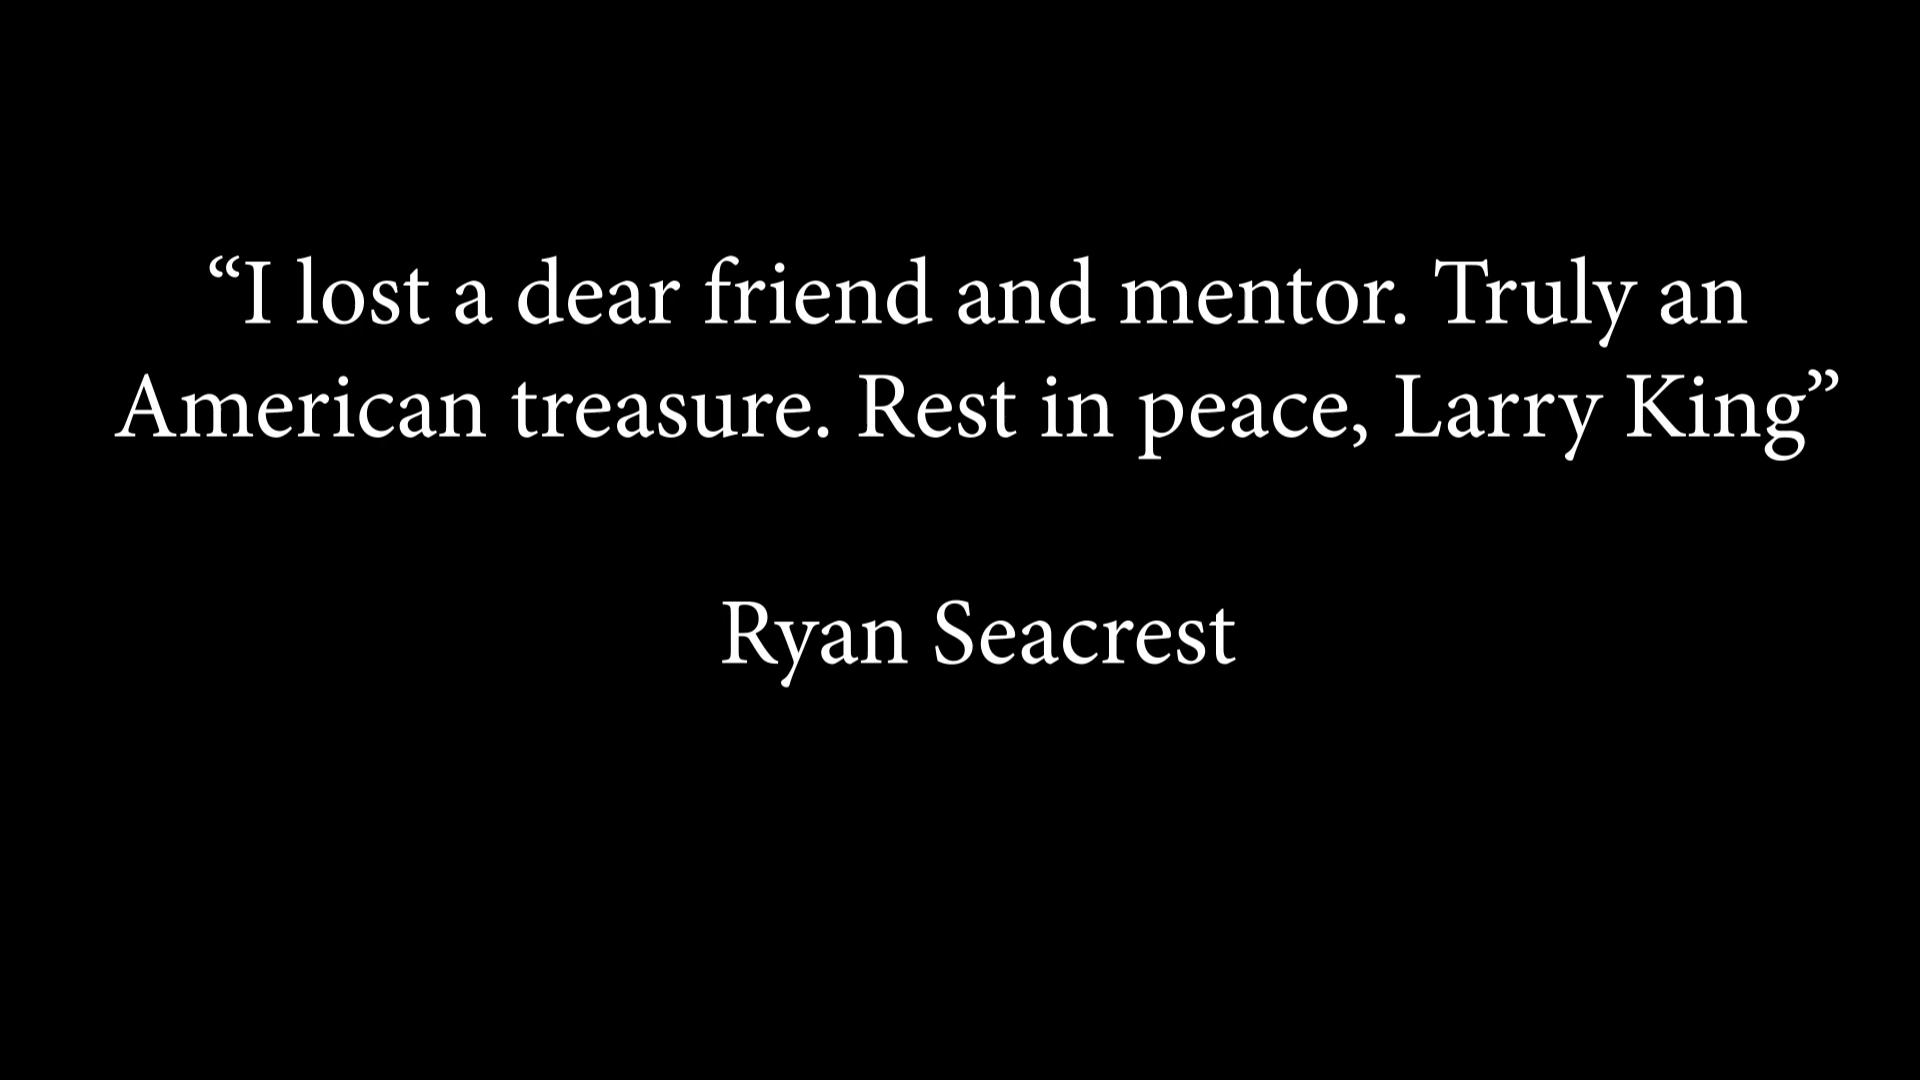 “I lost a dear friend and mentor. Truly an
American treasure. Rest in peace, Larry King”
Ryan Seacrest